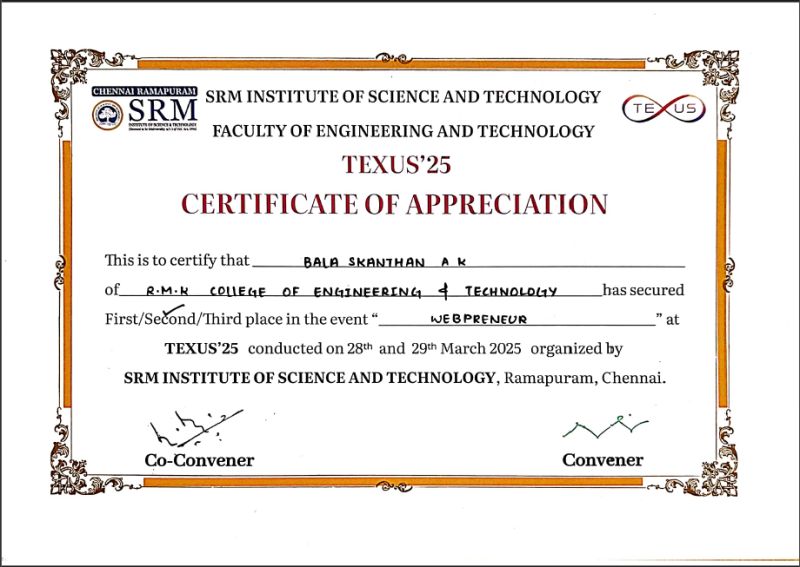 CHENNAI RAMAPURAM
SRM
INSTITUTE OF SCIENCE & TECHNOLOGY
SRM INSTITUTE OF SCIENCE AND TECHNOLOGY
FACULTY OF ENGINEERING AND TECHNOLOGY
TEXUS
TEXUS'25
CERTIFICATE OF APPRECIATION
This is to certify that BALA SKANTHAN A K
of R.M.K COLLEGE OF ENGINEERING & TECHNOLOGY has secured
First/Second/Third place in the event “ WEBPRENEUR ” at
TEXUS'25 conducted on 28th and 29th March 2025 organized by
SRM INSTITUTE OF SCIENCE AND TECHNOLOGY, Ramapuram, Chennai.
Co-Convener
Convener